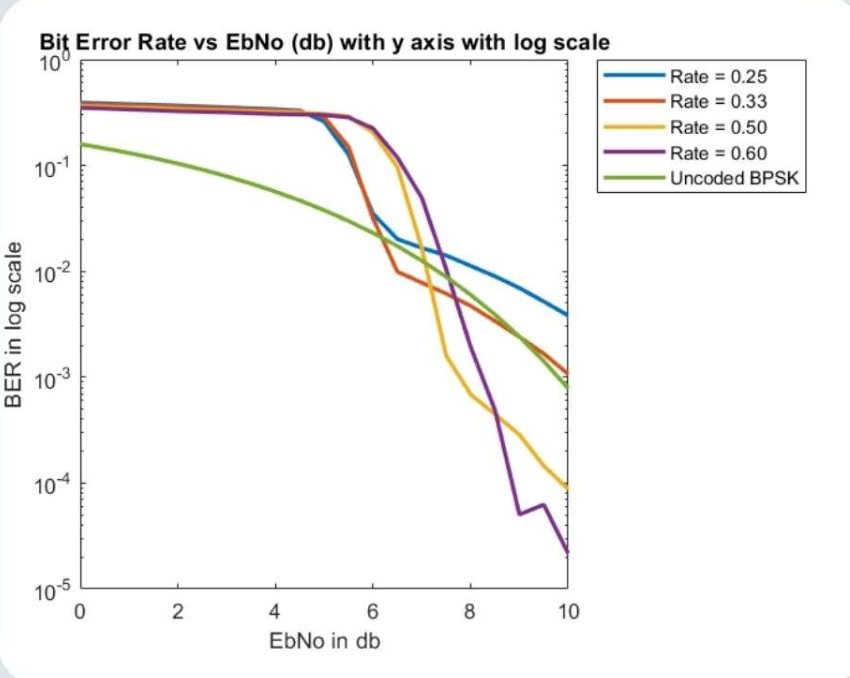 Bit Error Rate vs EbNo (db) with y axis with log scale
10^0
10^-1
10^-2
10^-3
10^-4
10^-5
BER in log scale
0 2 4 6 8 10
EbNo in db
Rate = 0.25
Rate = 0.33
Rate = 0.50
Rate = 0.60
Uncoded BPSK